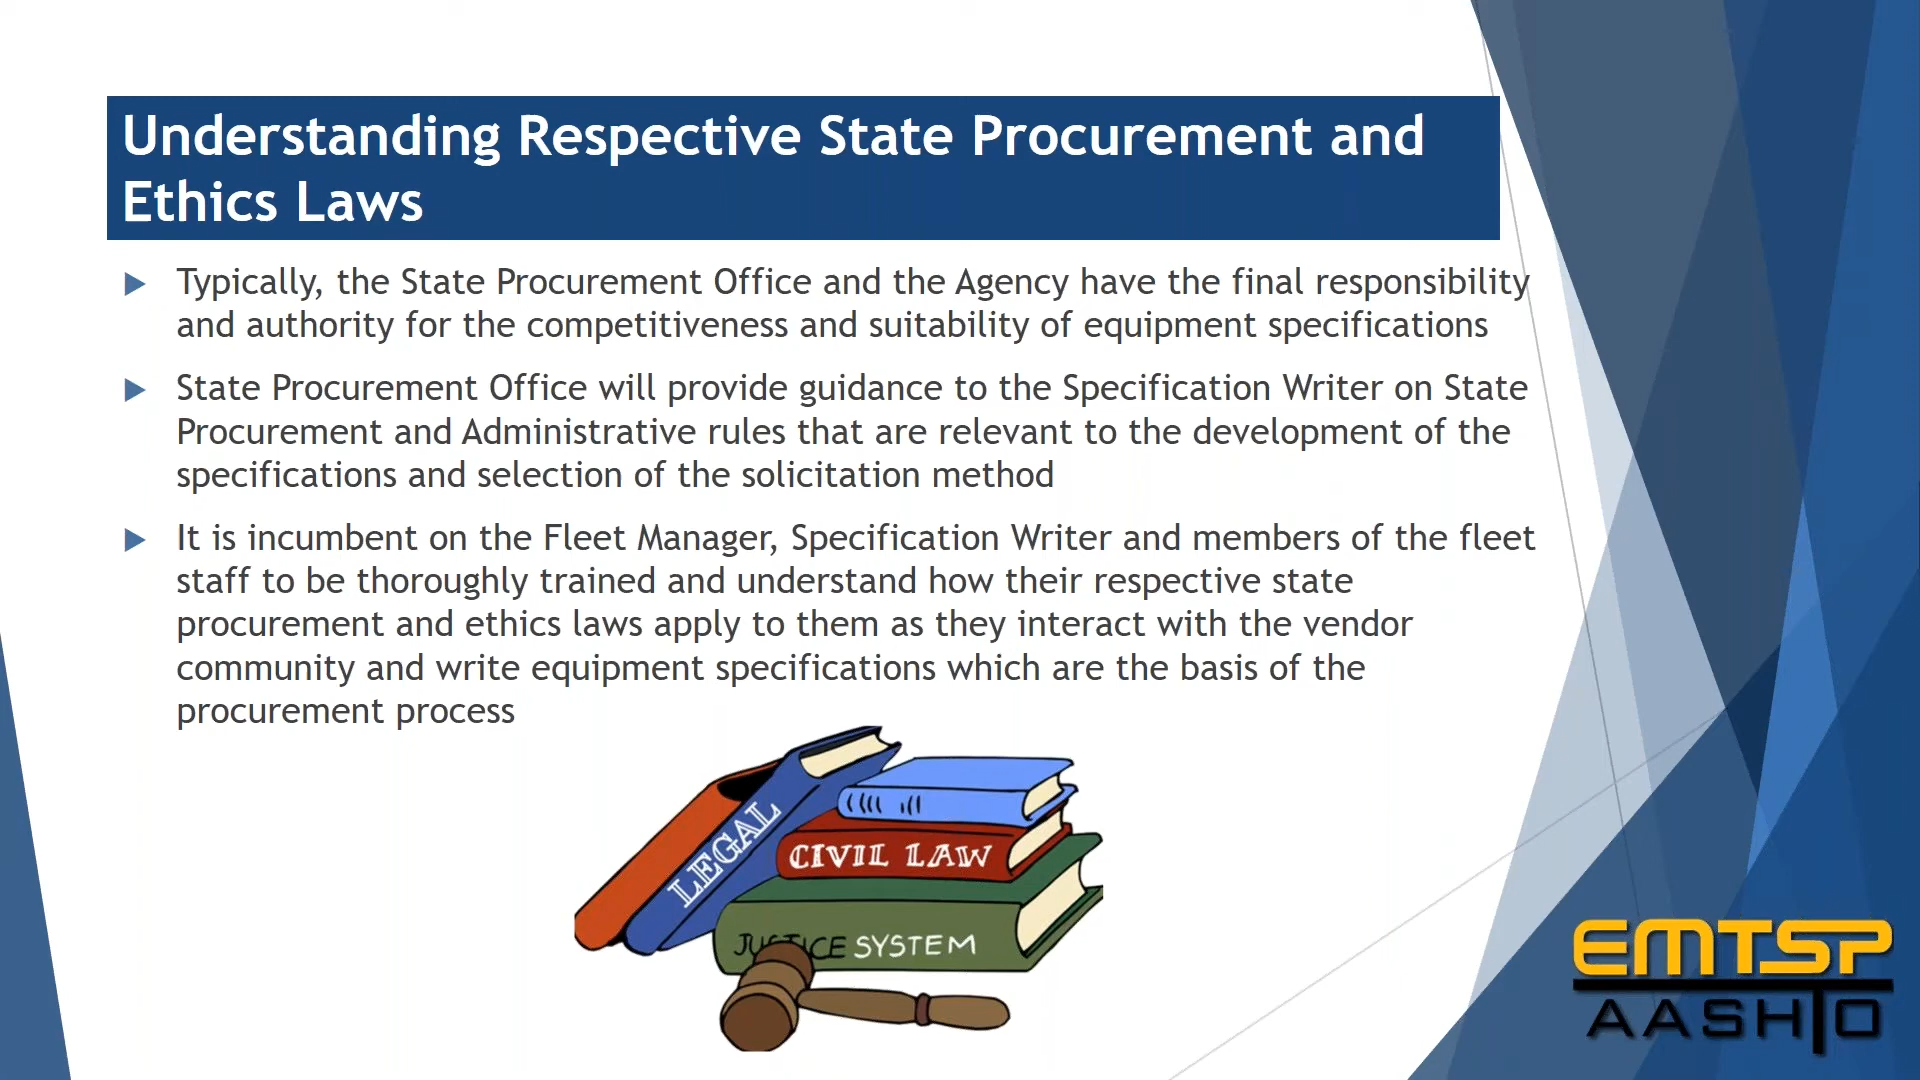 Understanding Respective State Procurement and
Ethics Laws
Typically, the State Procurement Office and the Agency have the final responsibility
and authority for the competitiveness and suitability of equipment specifications
State Procurement Office will provide guidance to the Specification Writer on State
Procurement and Administrative rules that are relevant to the development of the
specifications and selection of the solicitation method
It is incumbent on the Fleet Manager, Specification Writer and members of the fleet
staff to be thoroughly trained and understand how their respective state
procurement and ethics laws apply to them as they interact with the vendor
community and write equipment specifications which are the basis of the
procurement process
LEGAL
CIVIL LAW
JUSTICE SYSTEM
EMTSP
AASHTO